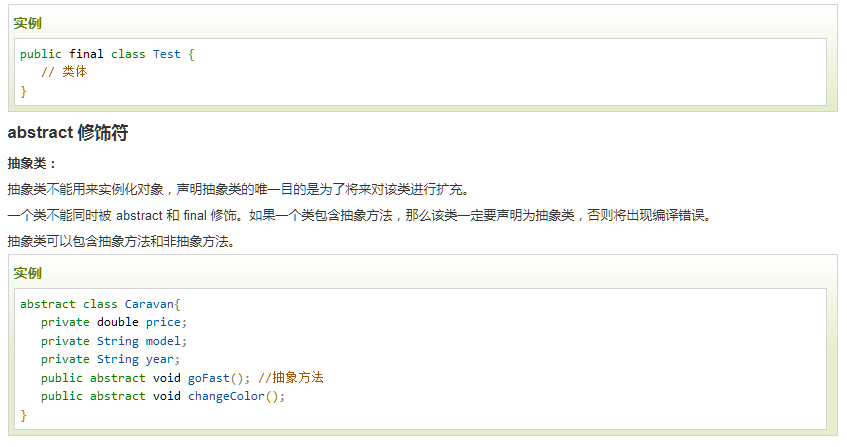 实例
public final class Test {
   // 类体
}
abstract 修饰符
抽象类：
抽象类不能用来实例化对象，声明抽象类的唯一目的是为了将来对该类进行扩充。
一个类不能同时被 abstract 和 final 修饰。如果一个类包含抽象方法，那么该类一定要声明为抽象类，否则将出现编译错误。
抽象类可以包含抽象方法和非抽象方法。
实例
abstract class Caravan{
   private double price;
   private String model;
   private String year;
   public abstract void goFast(); //抽象方法
   public abstract void changeColor();
}